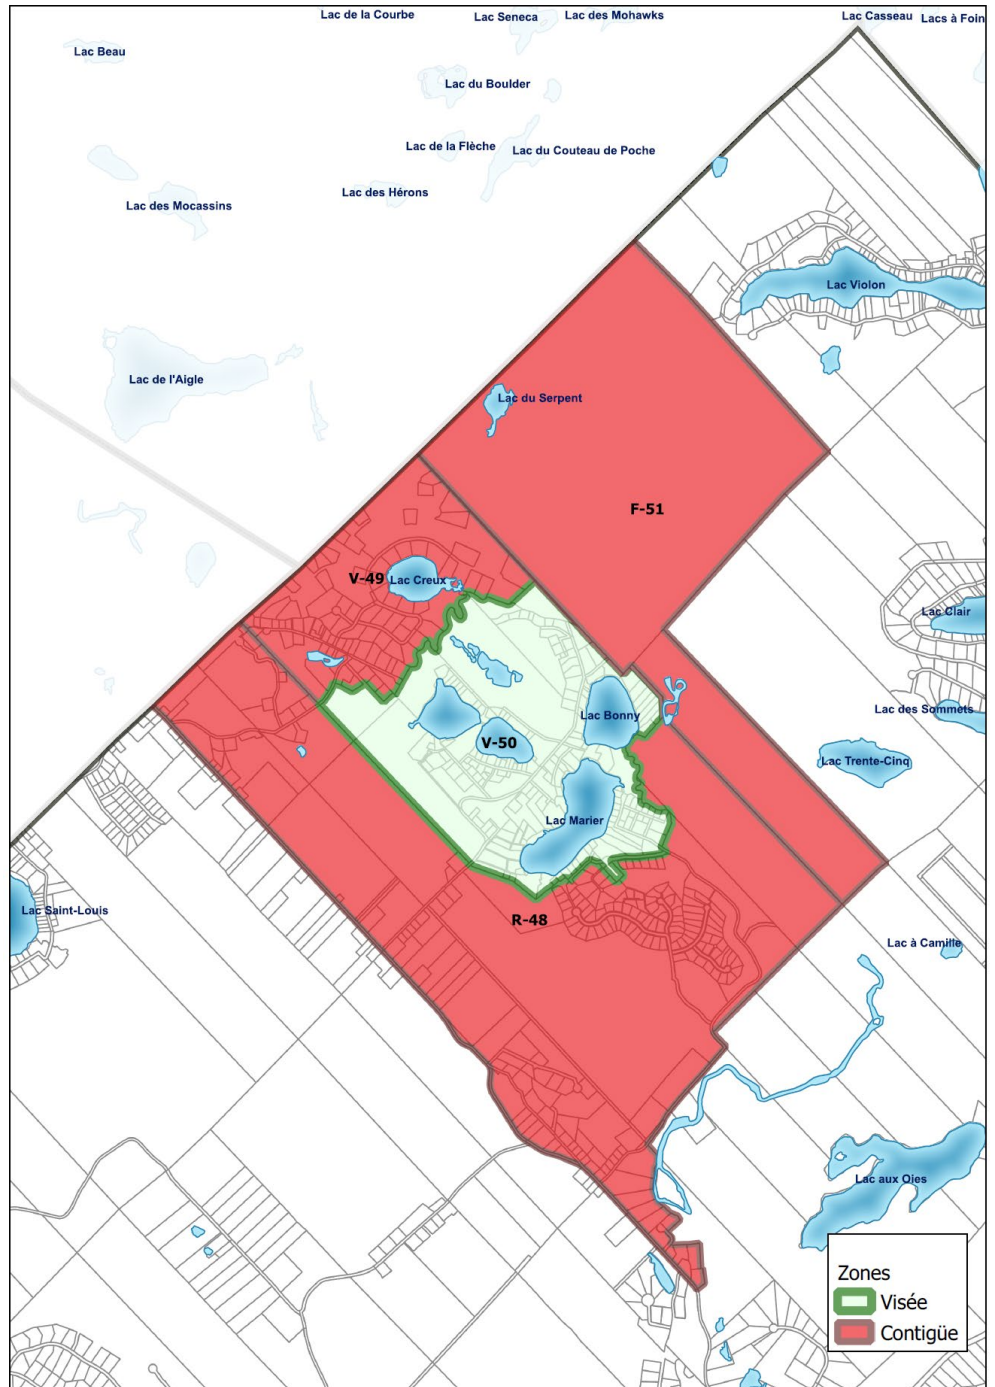 Lac de la Courbe
Lac Seneca
Lac des Mohawks
Lac Casseau
Lacs à Foin
Lac Beau
Lac du Boulder
Lac de la Flèche
Lac du Couteau de Poche
Lac des Hérons
Lac des Mocassins
Lac Violon
Lac de l'Aigle
Lac du Serpent
F-51
V-49
Lac Creux
Lac Clair
Lac des Sommets
Lac Bonny
V-50
Lac Trente-Cinq
Lac Marier
Lac Saint-Louis
R-48
Lac à Camille
Lac aux Oies
Zones
Visée
Contigüe